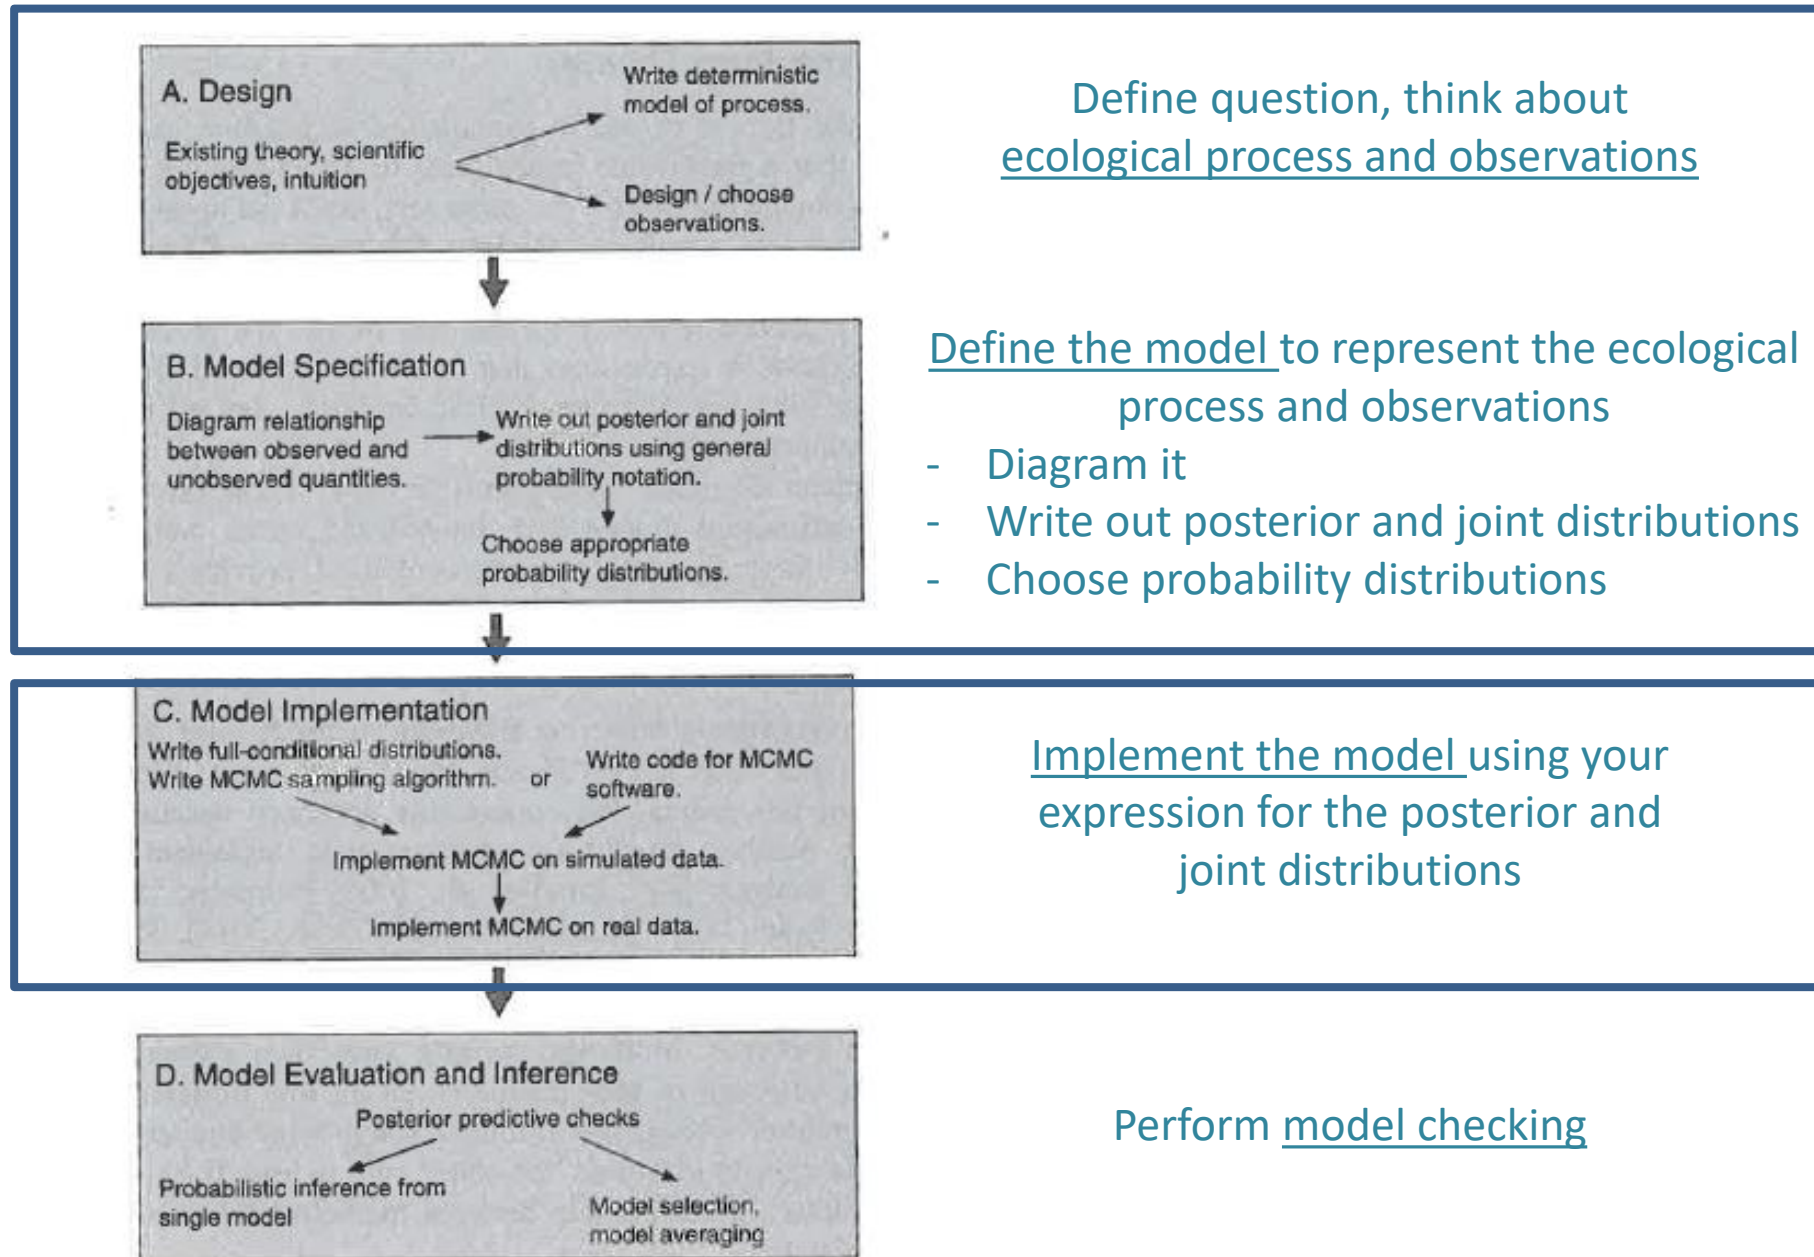 A. Design
Existing theory, scientific
objectives, intuition
Write deterministic
model of process.
Design / choose
observations.
Define question, think about
ecological process and observations
B. Model Specification
Diagram relationship
between observed and
unobserved quantities.
Write out posterior and joint
distributions using general
probability notation.
Choose appropriate
probability distributions.
Define the model to represent the ecological
process and observations
- Diagram it
- Write out posterior and joint distributions
- Choose probability distributions
C. Model Implementation
Write full-conditional distributions.
Write MCMC sampling algorithm. or
Write code for MCMC
software.
Implement MCMC on simulated data.
Implement MCMC on real data.
Implement the model using your
expression for the posterior and
joint distributions
D. Model Evaluation and Inference
Posterior predictive checks
Probabilistic inference from
single model
Model selection,
model averaging
Perform model checking